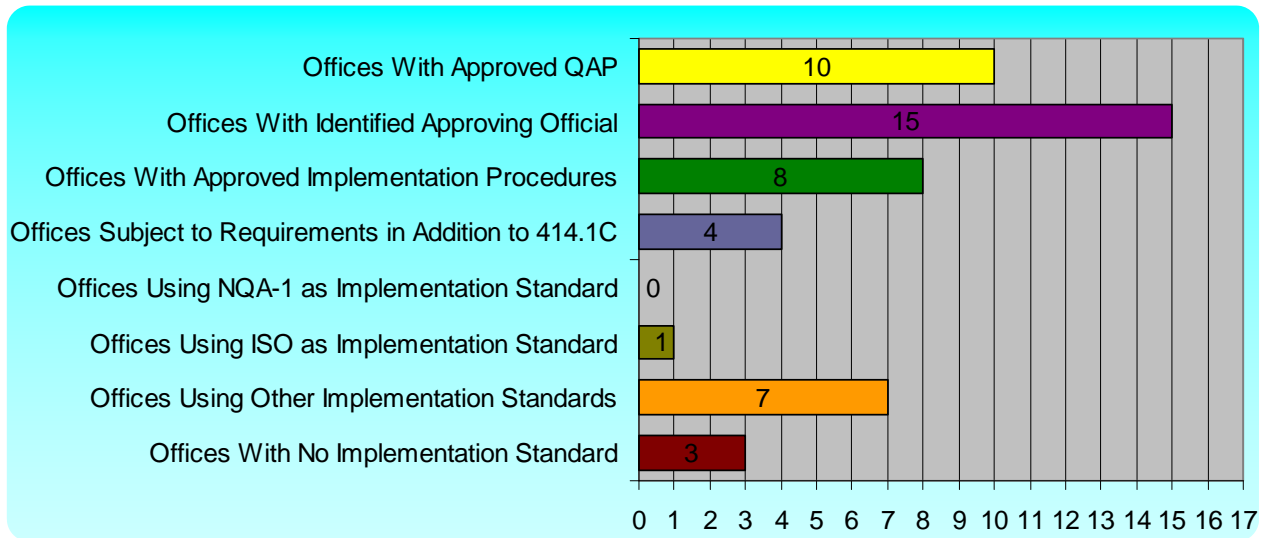 Offices With Approved QAP 10
Offices With Identified Approving Official 15
Offices With Approved Implementation Procedures 8
Offices Subject to Requirements in Addition to 414.1C 4
Offices Using NQA-1 as Implementation Standard 0
Offices Using ISO as Implementation Standard 1
Offices Using Other Implementation Standards 7
Offices With No Implementation Standard 3
0 1 2 3 4 5 6 7 8 9 10 11 12 13 14 15 16 17